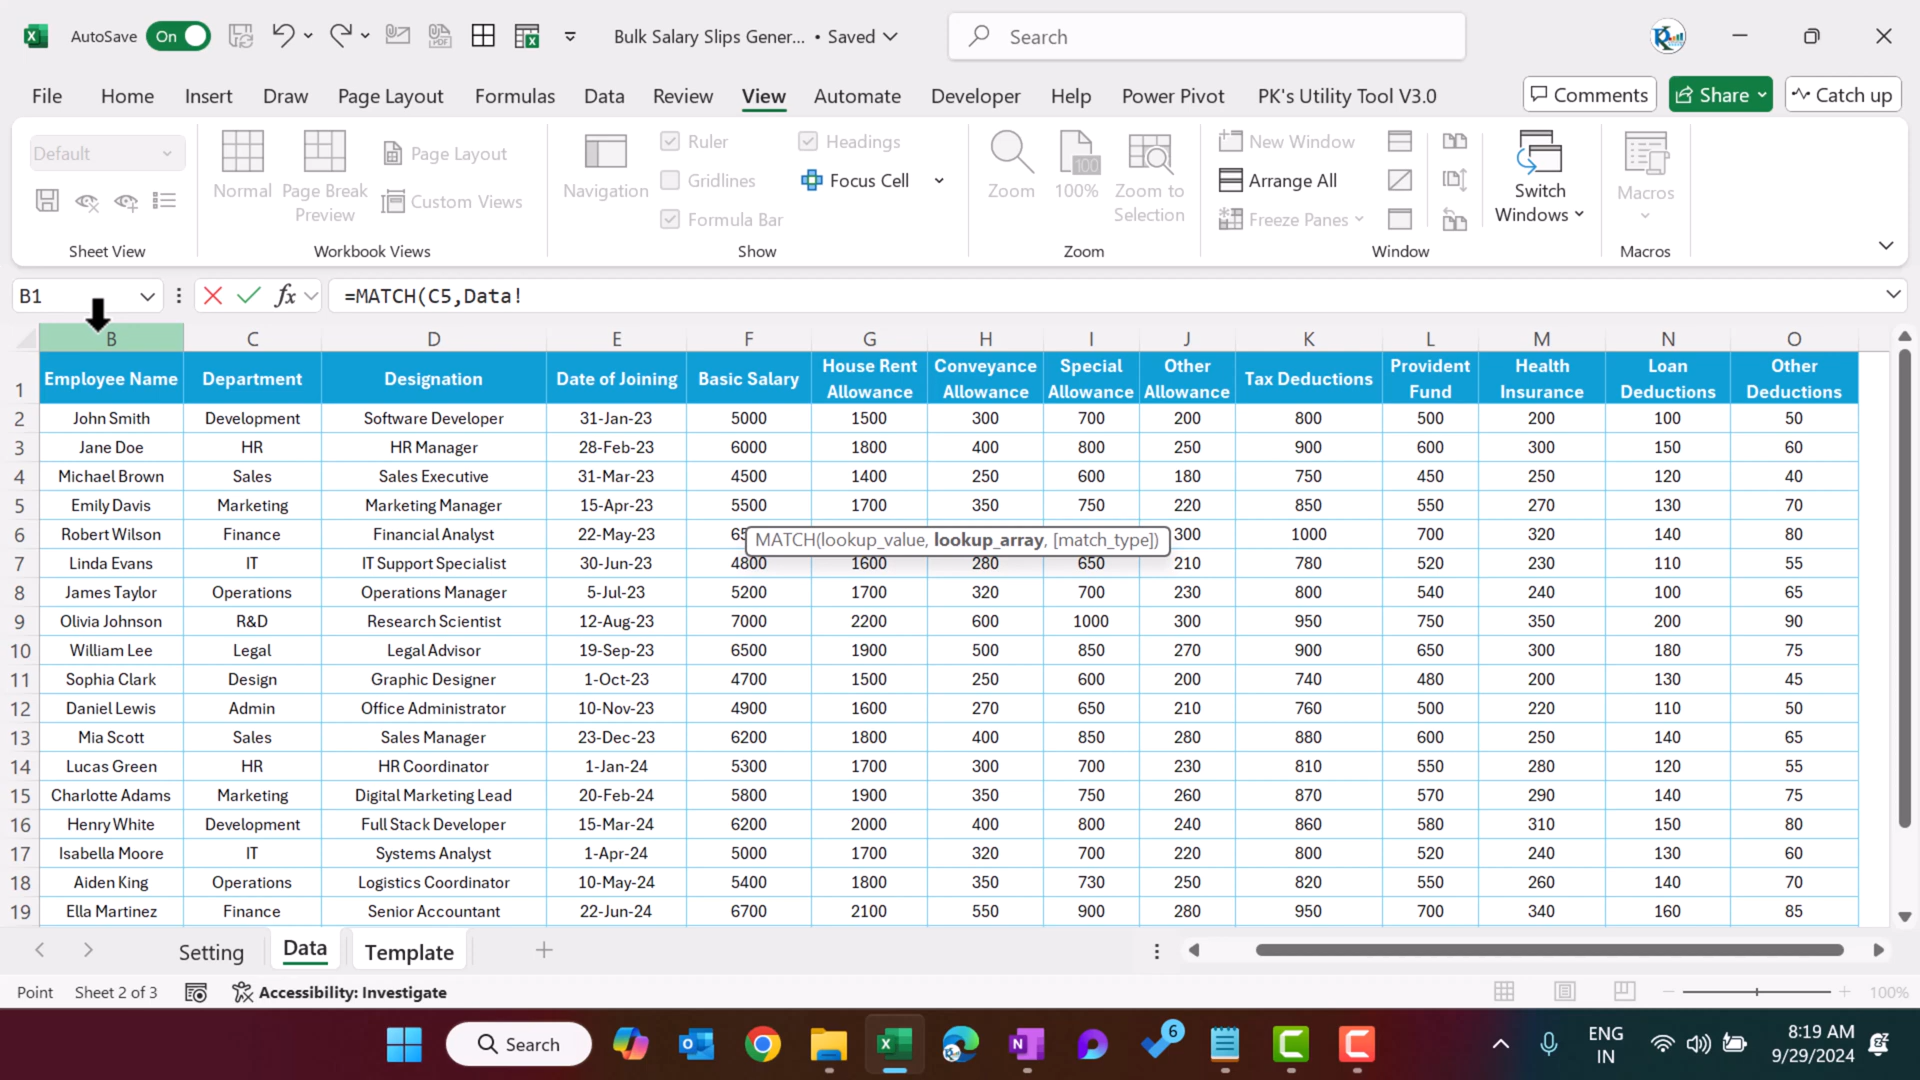 AutoSave On Bulk Salary Slips Gener... • Saved Search
File Home Insert Draw Page Layout Formulas Data Review View Automate Developer Help Power Pivot PK's Utility Tool V3.0 Comments Share Catch up
Default Normal Page Break Preview Page Layout Custom Views Navigation Ruler Gridlines Formula Bar Headings Focus Cell Zoom 100% Zoom to Selection New Window Arrange All Freeze Panes Switch Windows Macros
Sheet View Workbook Views Show Zoom Window Macros
B1 fx =MATCH(C5,Data!
B C D E F G H I J K L M N O
1 Employee Name Department Designation Date of Joining Basic Salary House Rent Allowance Conveyance Allowance Special Allowance Other Allowance Tax Deductions Provident Fund Health Insurance Loan Deductions Other Deductions
2 John Smith Development Software Developer 31-Jan-23 5000 1500 300 700 200 800 500 200 100 50
3 Jane Doe HR HR Manager 28-Feb-23 6000 1800 400 800 250 900 600 300 150 60
4 Michael Brown Sales Sales Executive 31-Mar-23 4500 1400 250 600 180 750 450 250 120 40
5 Emily Davis Marketing Marketing Manager 15-Apr-23 5500 1700 350 750 220 850 550 270 130 70
6 Robert Wilson Finance Financial Analyst 22-May-23 MATCH(lookup_value, lookup_array, [match_type]) 300 1000 700 320 140 80
7 Linda Evans IT IT Support Specialist 30-Jun-23 4800 1600 280 650 210 780 520 230 110 55
8 James Taylor Operations Operations Manager 5-Jul-23 5200 1700 320 700 230 800 540 240 100 65
9 Olivia Johnson R&D Research Scientist 12-Aug-23 7000 2200 600 1000 300 950 750 350 200 90
10 William Lee Legal Legal Advisor 19-Sep-23 6500 1900 500 850 270 900 650 300 180 75
11 Sophia Clark Design Graphic Designer 1-Oct-23 4700 1500 250 600 200 740 480 200 130 45
12 Daniel Lewis Admin Office Administrator 10-Nov-23 4900 1600 270 650 210 760 500 220 110 50
13 Mia Scott Sales Sales Manager 23-Dec-23 6200 1800 400 850 280 880 600 250 140 65
14 Lucas Green HR HR Coordinator 1-Jan-24 5300 1700 300 700 230 810 550 280 120 55
15 Charlotte Adams Marketing Digital Marketing Lead 20-Feb-24 5800 1900 350 750 260 870 570 290 140 75
16 Henry White Development Full Stack Developer 15-Mar-24 6200 2000 400 800 240 860 580 310 150 80
17 Isabella Moore IT Systems Analyst 1-Apr-24 5000 1700 320 700 220 800 520 240 130 60
18 Aiden King Operations Logistics Coordinator 10-May-24 5400 1800 350 730 250 820 550 260 140 70
19 Ella Martinez Finance Senior Accountant 22-Jun-24 6700 2100 550 900 280 950 700 340 160 85
Setting Data Template
Point Sheet 2 of 3 Accessibility: Investigate 100%
Search 6 ENG IN 8:19 AM 9/29/2024